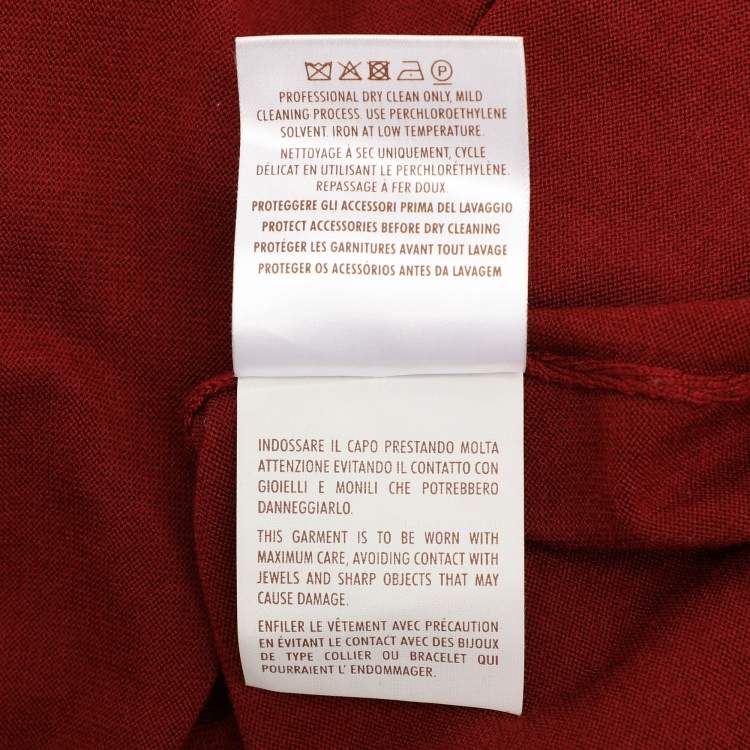 P
PROFESSIONAL DRY CLEAN ONLY, MILD
CLEANING PROCESS. USE PERCHLOROETHYLENE
SOLVENT. IRON AT LOW TEMPERATURE.
NETTOYAGE À SEC UNIQUEMENT, CYCLE
DÉLICAT EN UTILISANT LE PERCHLORÉTHYLÈNE.
REPASSAGE À FER DOUX.
PROTEGGERE GLI ACCESSORI PRIMA DEL LAVAGGIO
PROTECT ACCESSORIES BEFORE DRY CLEANING
PROTÉGER LES GARNITURES AVANT TOUT LAVAGE
PROTEGER OS ACESSÓRIOS ANTES DA LAVAGEM
INDOSSARE IL CAPO PRESTANDO MOLTA
ATTENZIONE EVITANDO IL CONTATTO CON
GIOIELLI E MONILI CHE POTREBBERO
DANNEGGIARLO.
THIS GARMENT IS TO BE WORN WITH
MAXIMUM CARE, AVOIDING CONTACT WITH
JEWELS AND SHARP OBJECTS THAT MAY
CAUSE DAMAGE.
ENFILER LE VÊTEMENT AVEC PRÉCAUTION
EN ÉVITANT LE CONTACT AVEC DES BIJOUX
DE TYPE COLLIER OU BRACELET QUI
POURRAIENT L' ENDOMMAGER.